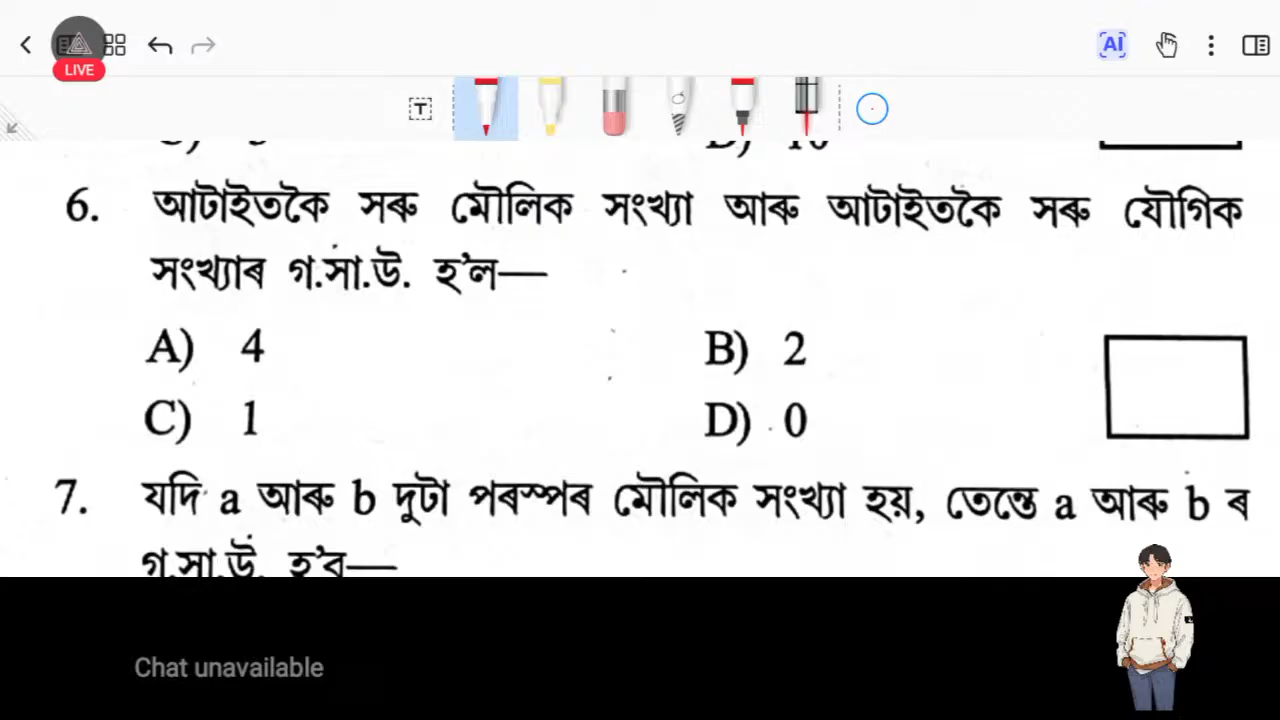 LIVE
AI
T
6. আটাইতকৈ সৰু মৌলিক সংখ্যা আৰু আটাইতকৈ সৰু যৌগিক
সংখ্যাৰ গ.সা.উ. হ’ল—
A) 4 B) 2
C) 1 D) 0
7. যদি a আৰু b দুটা পৰস্পৰ মৌলিক সংখ্যা হয়, তেন্তে a আৰু b ৰ
গ.সা.উ. হ’ব—
Chat unavailable